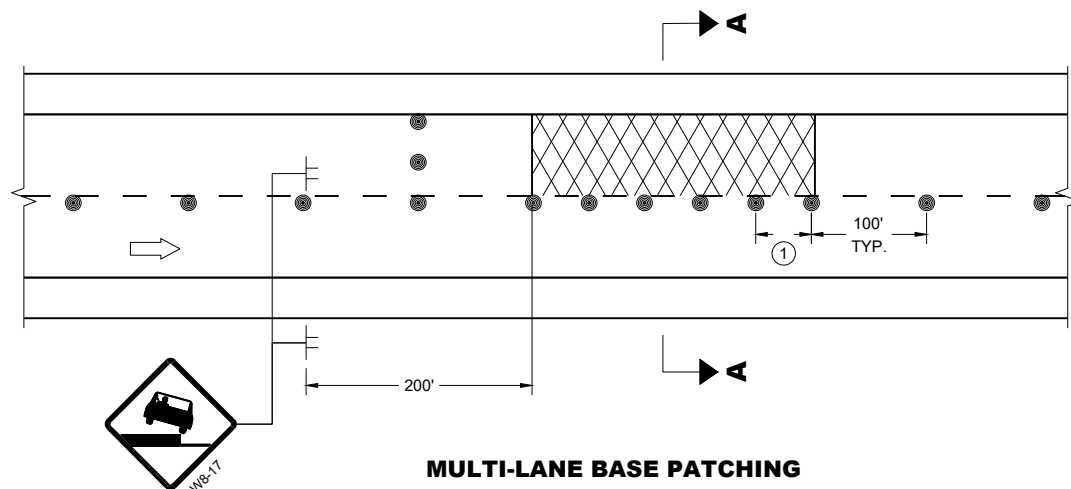 A
100'
TYP.
1
200'
A
W8-17
MULTI-LANE BASE PATCHING